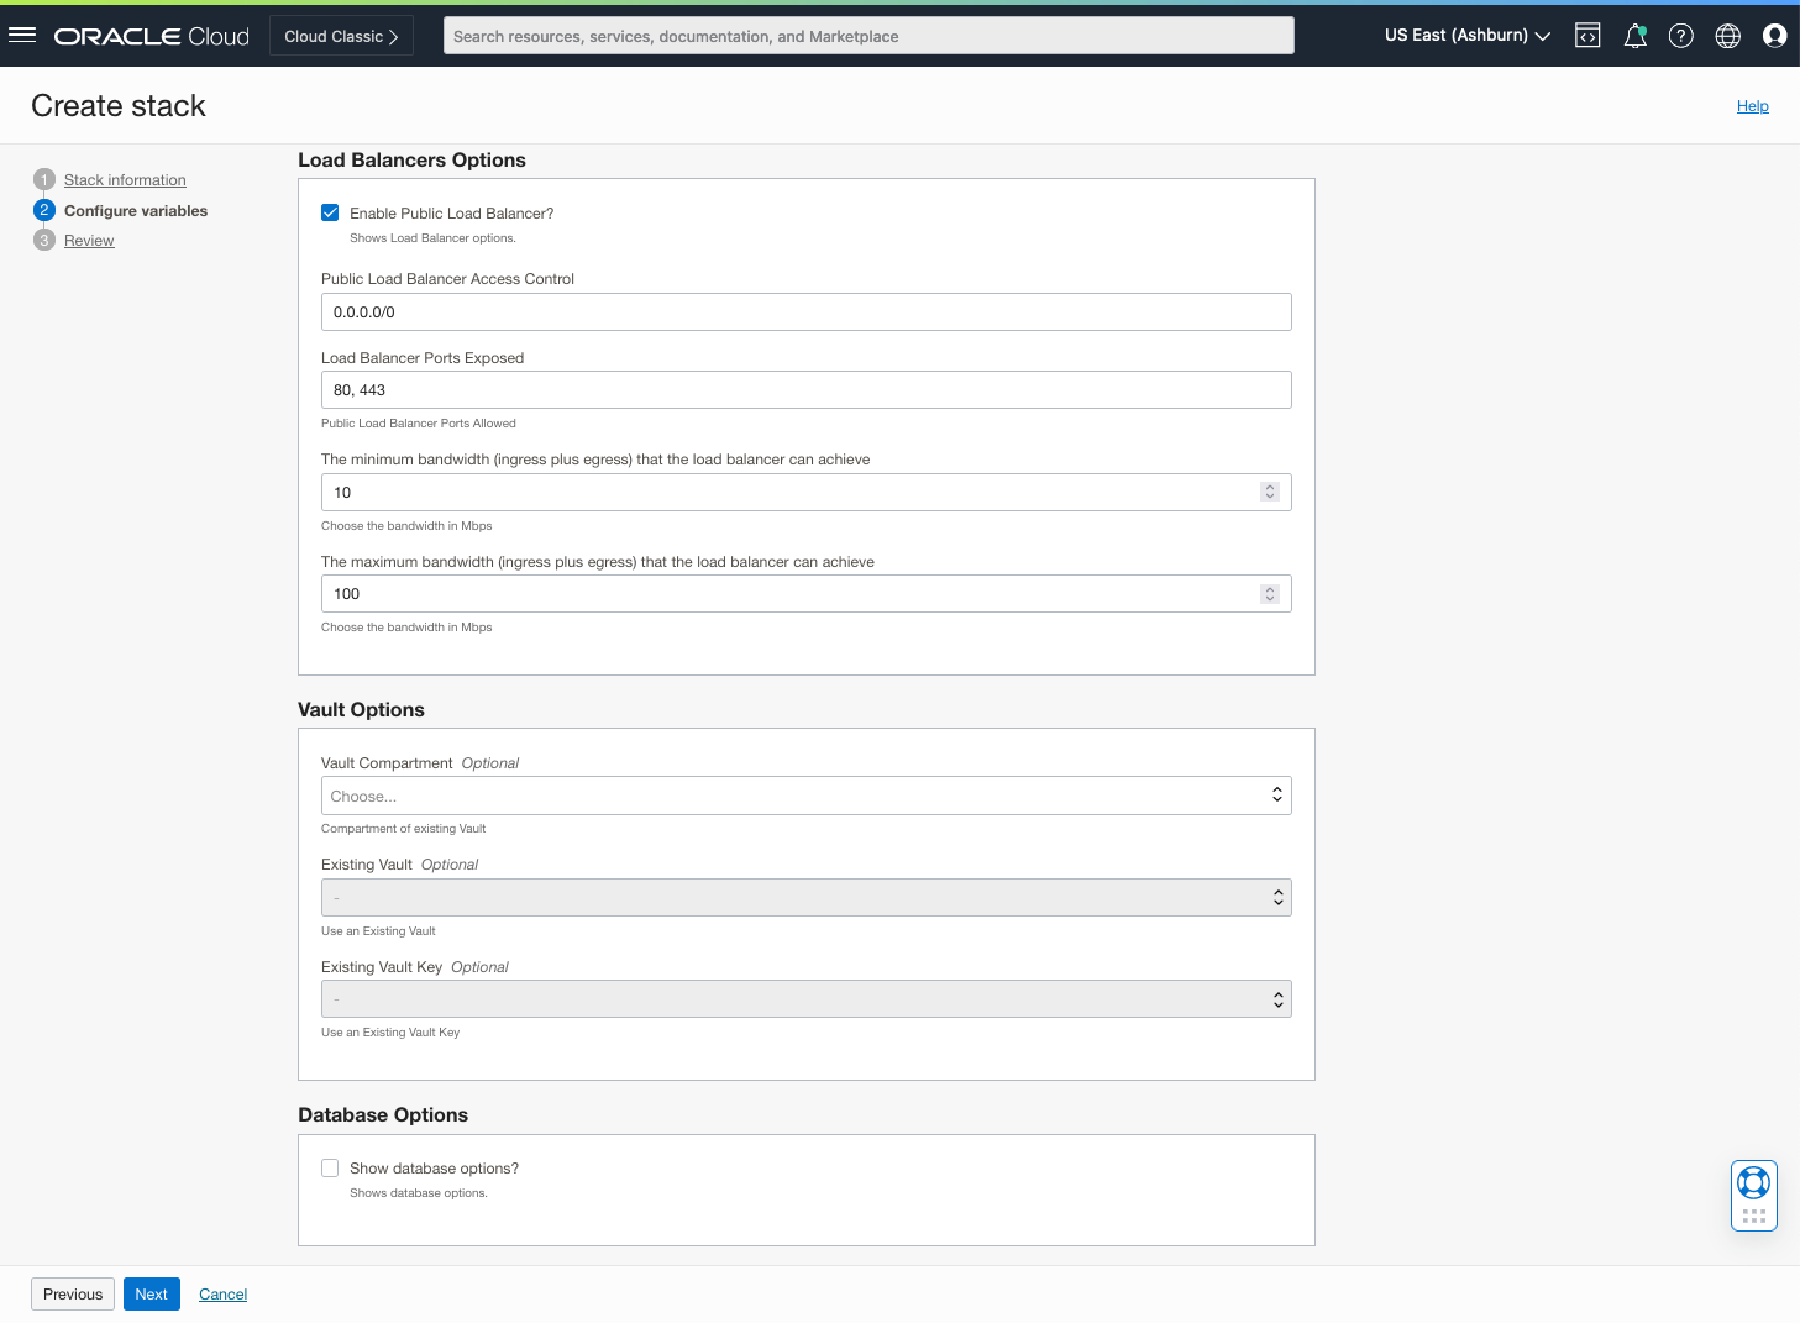 ORACLE Cloud
Cloud Classic
Search resources, services, documentation, and Marketplace
US East (Ashburn)
Create stack
Help
1 Stack information
2 Configure variables
3 Review
Load Balancers Options
Enable Public Load Balancer?
Shows Load Balancer options.
Public Load Balancer Access Control
0.0.0.0/0
Load Balancer Ports Exposed
80, 443
Public Load Balancer Ports Allowed
The minimum bandwidth (ingress plus egress) that the load balancer can achieve
10
Choose the bandwidth in Mbps
The maximum bandwidth (ingress plus egress) that the load balancer can achieve
100
Choose the bandwidth in Mbps
Vault Options
Vault Compartment Optional
Choose...
Compartment of existing Vault
Existing Vault Optional
-
Use an Existing Vault
Existing Vault Key Optional
-
Use an Existing Vault Key
Database Options
Show database options?
Shows database options.
Previous
Next
Cancel